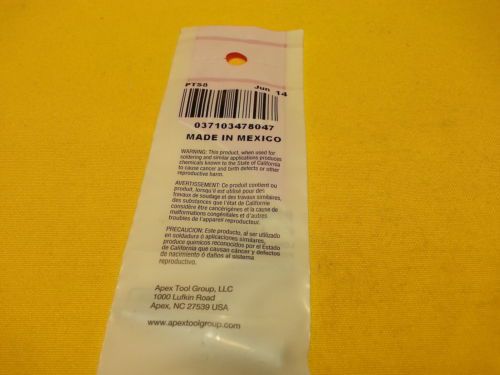 PTS8 Jun 14
037103478047
MADE IN MEXICO
WARNING: This product, when used for
soldering and similar applications produces
chemicals known to the State of California
to cause cancer and birth defects or other
reproductive harm.
AVERTISSEMENT: Ce produit contient ou
produit, lorsqu'il est utilisé pour des
travaux de soudage et des travaux similaires,
des substances que l'état de Californie
considère être cancérigènes et la cause de
malformations congénitales et d'autres
troubles de l'appareil reproducteur.
PRECAUCION: Este producto, al ser utilizado
en soldadura ó aplicaciones similares,
produce químicos reconocidos por el Estado
de California que causan cáncer y defectos
de nacimiento ó daños al sistema
reproductivo.
Apex Tool Group, LLC
1000 Lufkin Road
Apex, NC 27539 USA
www.apextoolgroup.com